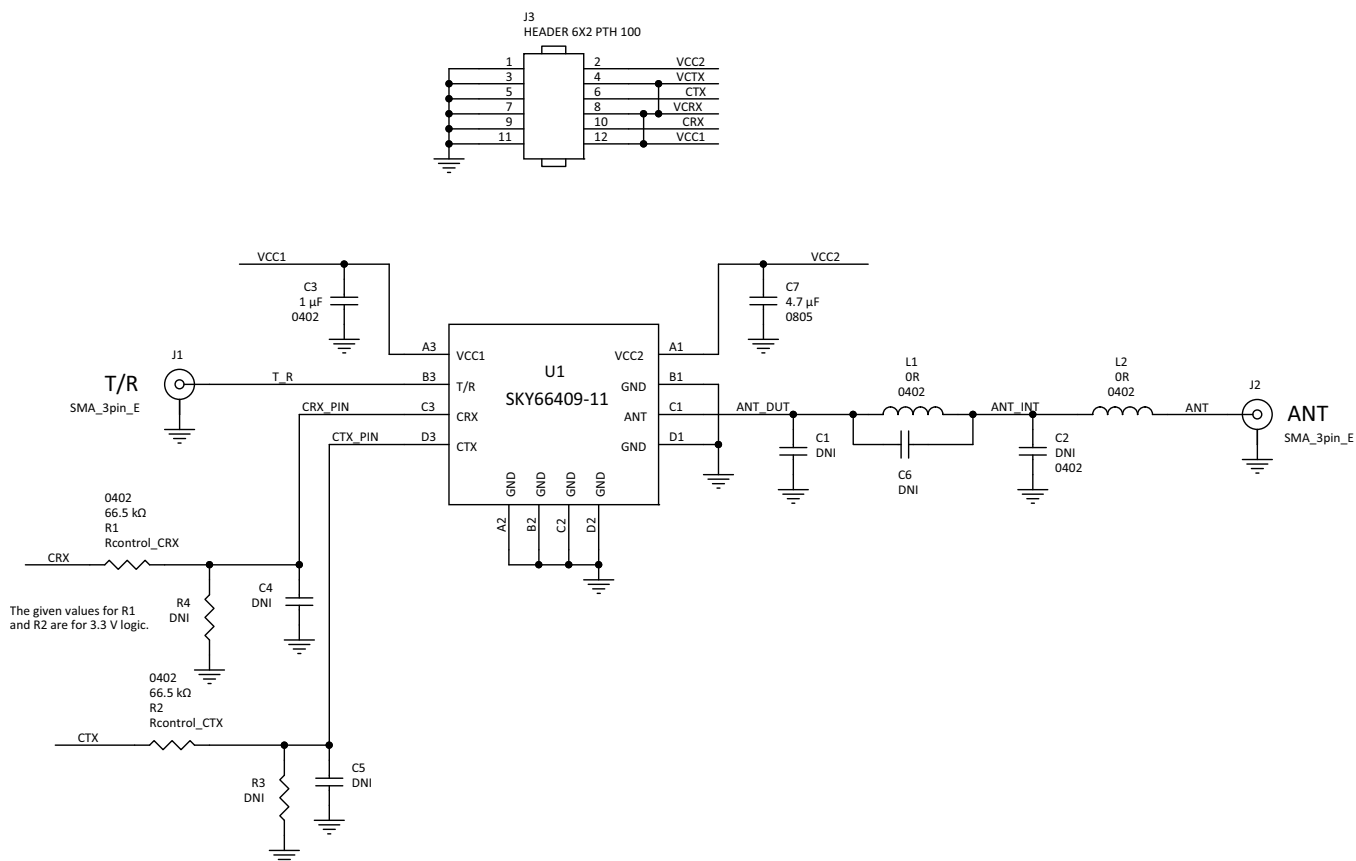 J3
HEADER 6X2 PTH 100
1
2
VCC2
3
4
VCTX
5
6
CTX
7
8
VCRX
9
10
CRX
11
12
VCC1
VCC1
C3
1 µF
0402
VCC2
C7
4.7 µF
0805
J1
T/R
SMA_3pin_E
T_R
CRX_PIN
CTX_PIN
A3
B3
C3
D3
VCC1
T/R
CRX
CTX
U1
SKY66409-11
VCC2
GND
ANT
GND
A1
B1
C1
D1
GND
GND
GND
GND
A2
B2
C2
D2
ANT_DUT
C1
DNI
L1
0R
0402
C6
DNI
ANT_INT
C2
DNI
0402
L2
0R
0402
ANT
J2
ANT
SMA_3pin_E
0402
66.5 kΩ
R1
Rcontrol_CRX
CRX
R4
DNI
C4
DNI
The given values for R1
and R2 are for 3.3 V logic.
0402
66.5 kΩ
R2
Rcontrol_CTX
CTX
R3
DNI
C5
DNI